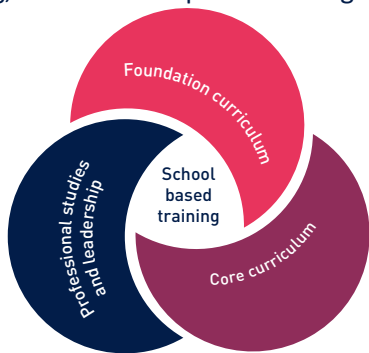 Foundation curriculum
School
based
training
Professional studies
and leadership
Core curriculum